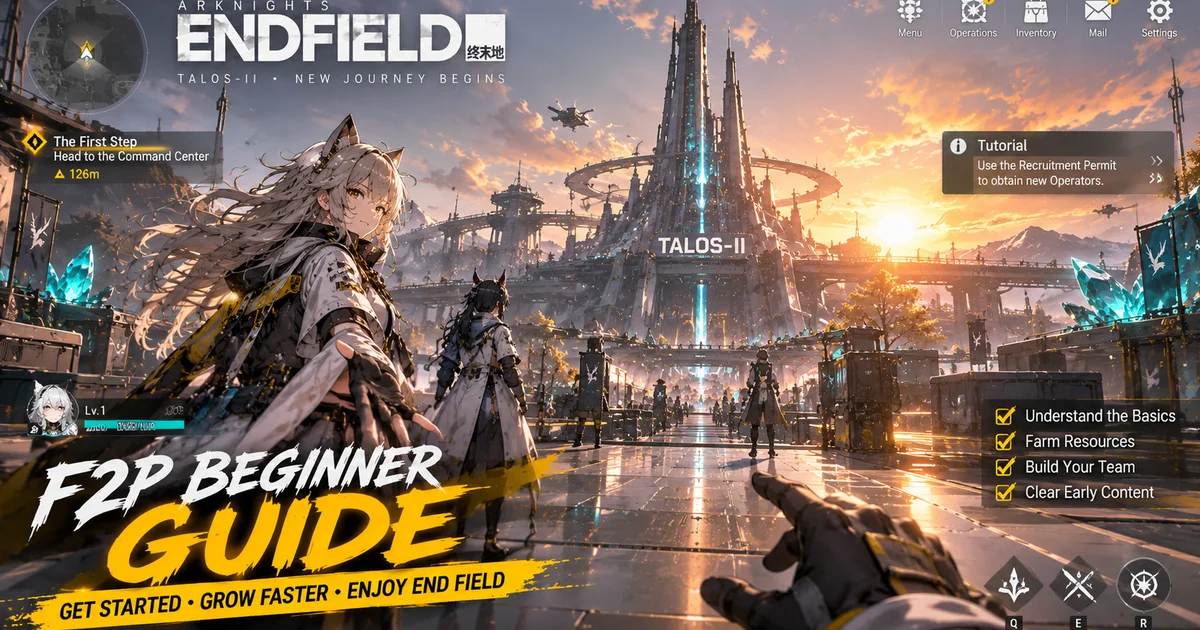 ARKNIGHTS
ENDFIELD
终末地
TALOS-II • NEW JOURNEY BEGINS
Menu
Operations
Inventory
Mail
Settings
The First Step
Head to the Command Center
126m
Tutorial
Use the Recruitment Permit
to obtain new Operators.
TALOS-II
Lv.1
Understand the Basics
Farm Resources
Build Your Team
Clear Early Content
F2P BEGINNER
GUIDE
GET STARTED • GROW FASTER • ENJOY END FIELD
Q
E
R